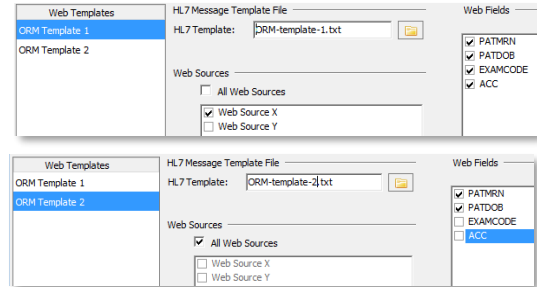 Web Templates
ORM Template 1
ORM Template 2
HL7 Message Template File
HL7 Template: ORM-template-1.txt
Web Sources
All Web Sources
Web Source X
Web Source Y
Web Fields
PATMRN
PATDOB
EXAMCODE
ACC
Web Templates
ORM Template 1
ORM Template 2
HL7 Message Template File
HL7 Template: ORM-template-2.txt
Web Sources
All Web Sources
Web Source X
Web Source Y
Web Fields
PATMRN
PATDOB
EXAMCODE
ACC